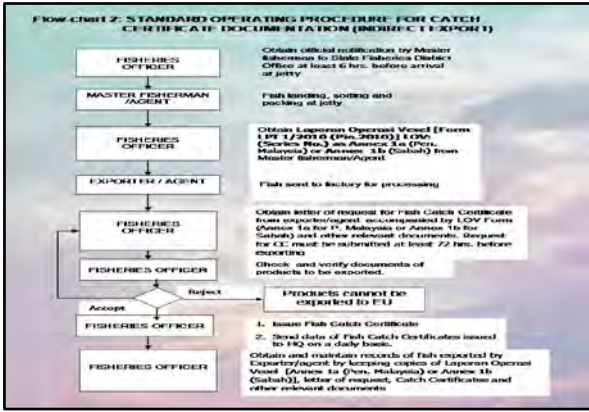 Flow chart 2: STANDARD OPERATING PROCEDURE FOR CATCH
CERTIFICATE DOCUMENTATION (INDIRECT EXPORT)
FISHERIES
OFFICER
Obtain official notification by Master
fisherman to State Fisheries District
Office at least 6 hrs. before arrival
at jetty
MASTER FISHERMAN
/AGENT
Fish landing, sorting and
packing at jetty
FISHERIES
OFFICER
Obtain Laporan Operasi Vesel [Form
LPT 1/2010 (Pin.2010)] LOV:
(Series No.) as Annex 1a (Pen.
Malaysia) or Annex 1b (Sabah) from
Master fisherman/Agent
EXPORTER / AGENT
Fish sent to factory for processing
FISHERIES
OFFICER
Obtain letter of request for Fish Catch Certificate
from exporter/agent accompanied by LOV Form
(Annex 1a for P. Malaysia or Annex 1b for
Sabah) and other relevant documents. Request
for CC must be submitted at least 72 hrs. before
exporting
FISHERIES OFFICER
Check and verify documents of
products to be exported.
Reject
Products cannot be
exported to EU
Accept
FISHERIES OFFICER
1. Issue Fish Catch Certificate
2. Send data of Fish Catch Certificates issued
to HQ on a daily basis.
FISHERIES
OFFICER
Obtain and maintain records of fish exported by
Exporter/agent by keeping copies of Laporan Operasi
Vesel [Annex 1a (Pen. Malaysia) or Annex 1b
(Sabah)], letter of request, Catch Certificates and
other relevant documents